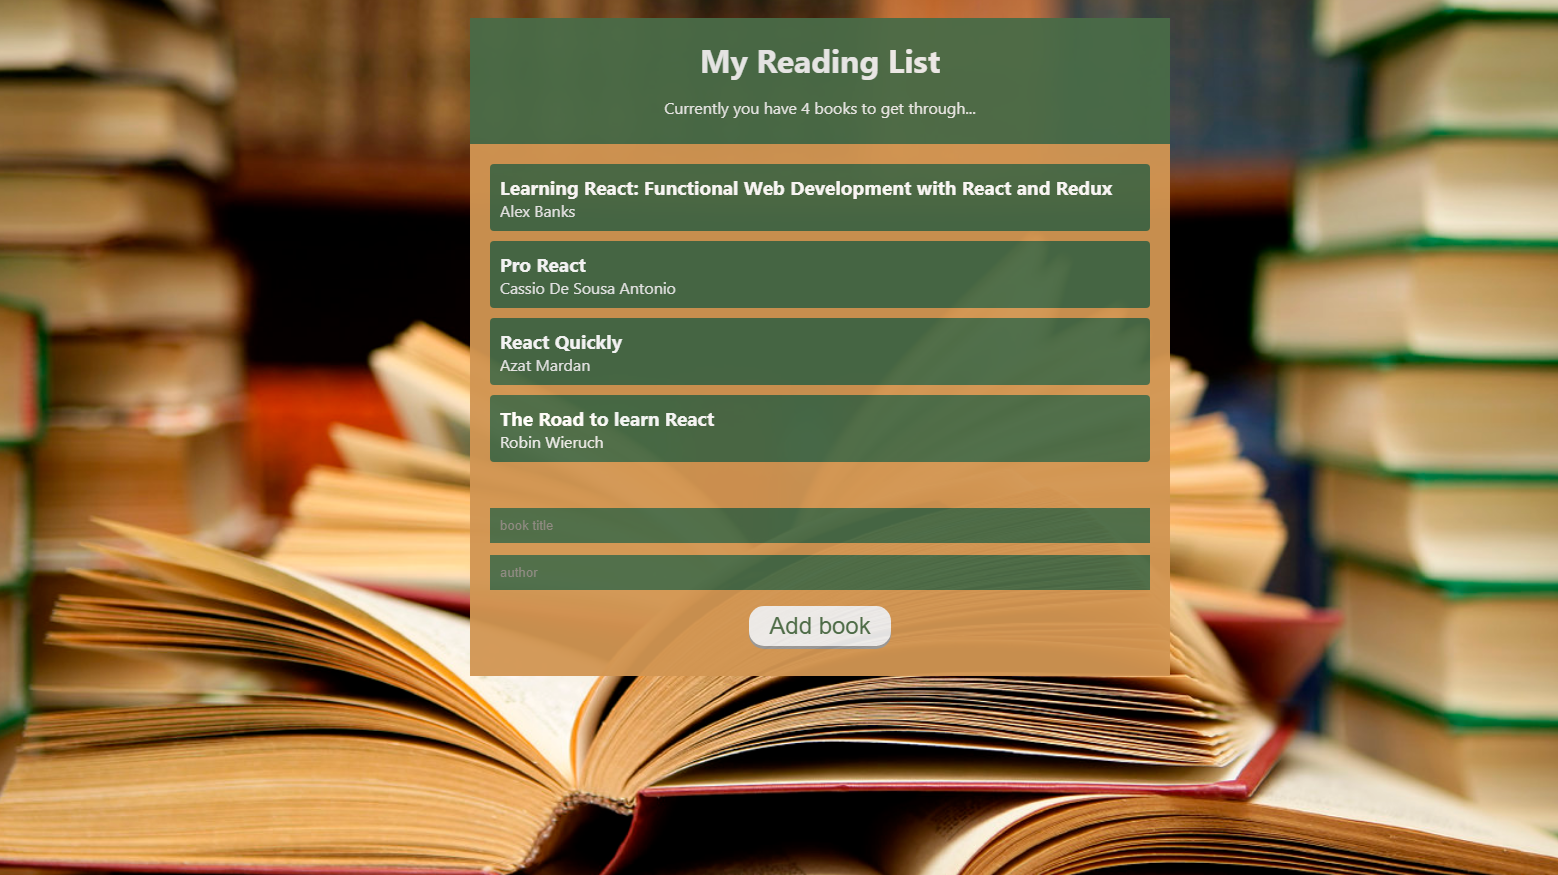 My Reading List
Currently you have 4 books to get through...
Learning React: Functional Web Development with React and Redux
Alex Banks
Pro React
Cassio De Sousa Antonio
React Quickly
Azat Mardan
The Road to learn React
Robin Wieruch
book title
author
Add book